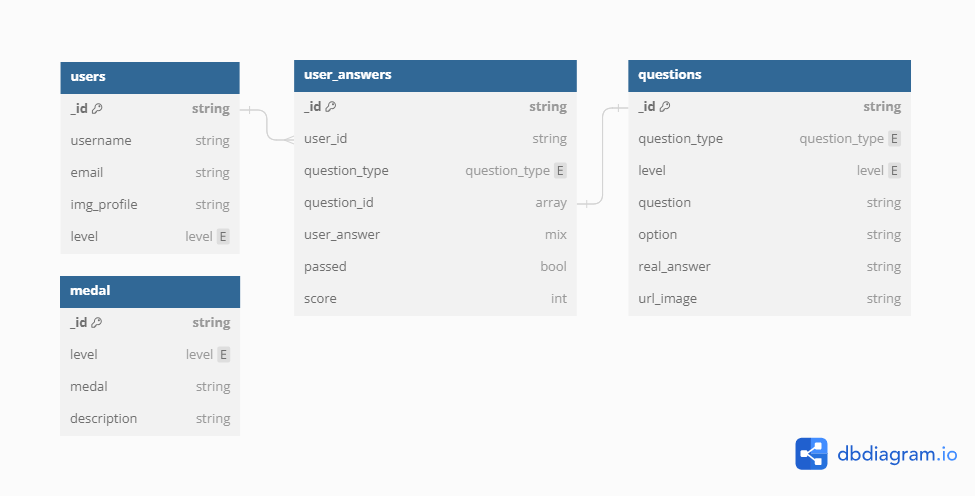 users
_id string
username string
email string
img_profile string
level level E
medal
_id string
level level E
medal string
description string
user_answers
_id string
user_id string
question_type question_type E
question_id array
user_answer mix
passed bool
score int
questions
_id string
question_type question_type E
level level E
question string
option string
real_answer string
url_image string
dbdiagram.io